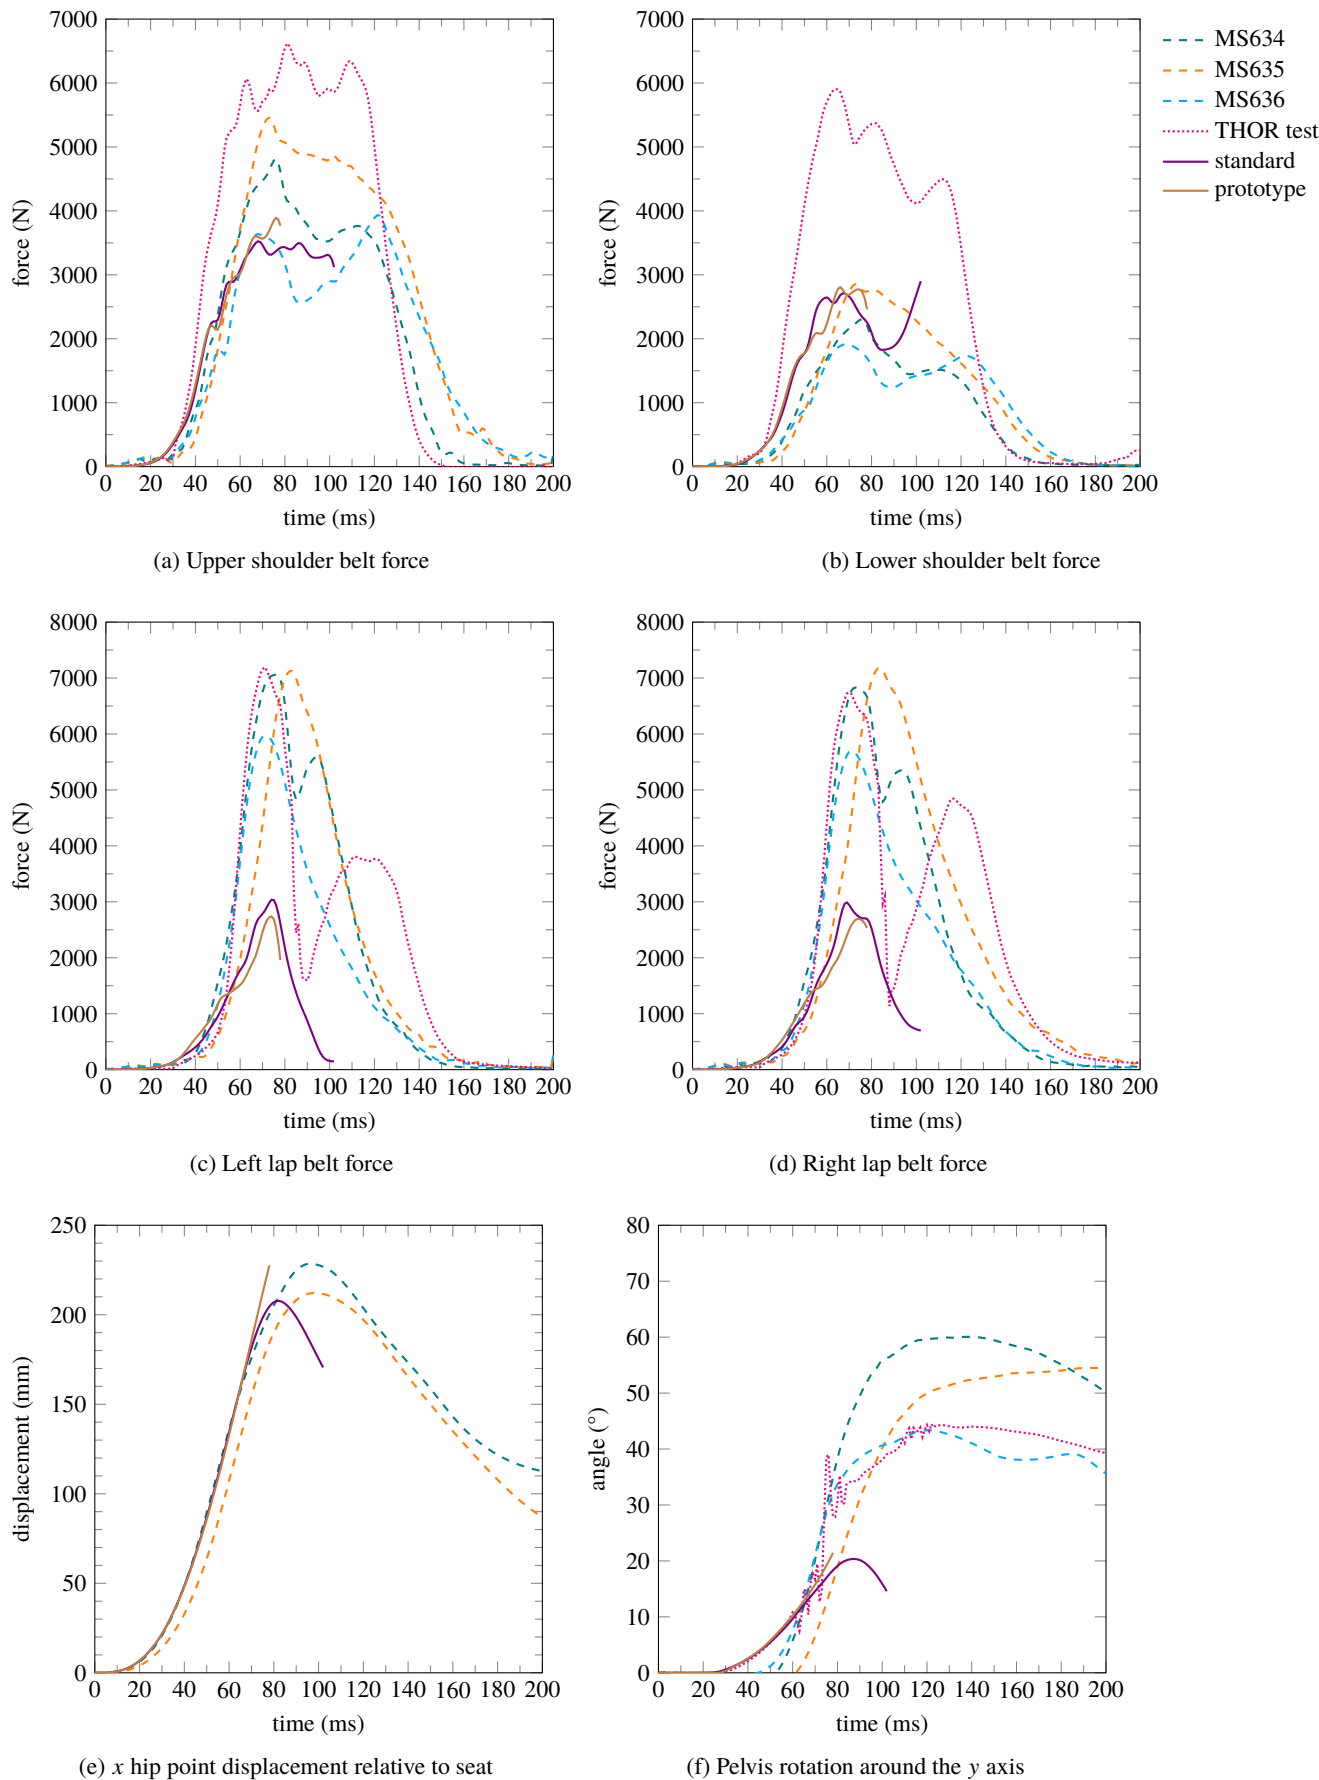 7000
6000
5000
4000
3000
2000
1000
0
force (N)
0 20 40 60 80 100 120 140 160 180 200
time (ms)
(a) Upper shoulder belt force
7000
6000
5000
4000
3000
2000
1000
0
force (N)
0 20 40 60 80 100 120 140 160 180 200
time (ms)
(b) Lower shoulder belt force
MS634
MS635
MS636
THOR test
standard
prototype
8000
7000
6000
5000
4000
3000
2000
1000
0
force (N)
0 20 40 60 80 100 120 140 160 180 200
time (ms)
(c) Left lap belt force
8000
7000
6000
5000
4000
3000
2000
1000
0
force (N)
0 20 40 60 80 100 120 140 160 180 200
time (ms)
(d) Right lap belt force
250
200
150
100
50
0
displacement (mm)
0 20 40 60 80 100 120 140 160 180 200
time (ms)
(e) x hip point displacement relative to seat
80
70
60
50
40
30
20
10
0
angle (°)
0 20 40 60 80 100 120 140 160 180 200
time (ms)
(f) Pelvis rotation around the y axis